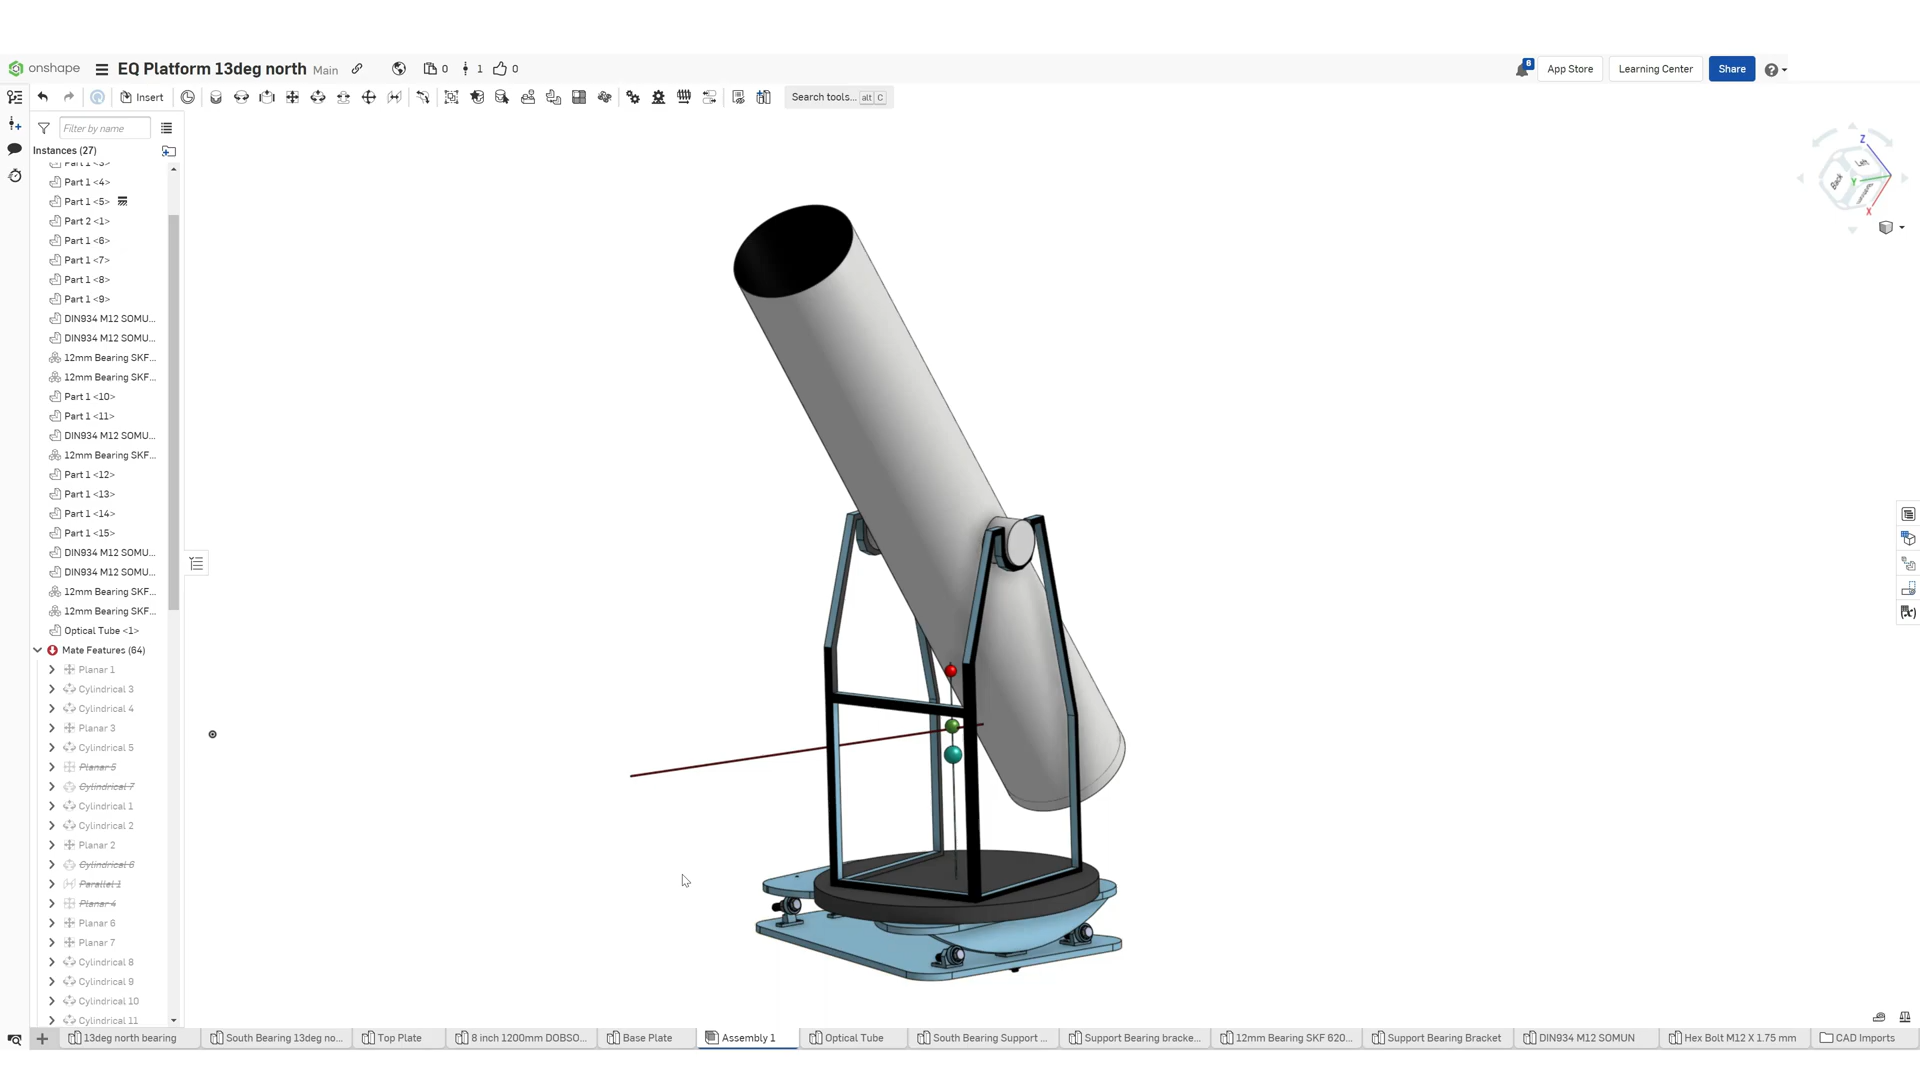 onshape
EQ Platform 13deg north
Main
0
1
0
8
App Store
Learning Center
Share
Insert
Search tools...
alt
C
Filter by name
Instances (27)
Part 1 <3>
Part 1 <4>
Part 1 <5>
Part 2 <1>
Part 1 <6>
Part 1 <7>
Part 1 <8>
Part 1 <9>
DIN934 M12 SOMU...
DIN934 M12 SOMU...
12mm Bearing SKF...
12mm Bearing SKF...
Part 1 <10>
Part 1 <11>
DIN934 M12 SOMU...
12mm Bearing SKF...
Part 1 <12>
Part 1 <13>
Part 1 <14>
Part 1 <15>
DIN934 M12 SOMU...
DIN934 M12 SOMU...
12mm Bearing SKF...
12mm Bearing SKF...
Optical Tube <1>
Mate Features (64)
Planar 1
Cylindrical 3
Cylindrical 4
Planar 3
Cylindrical 5
Planar 5
Cylindrical 7
Cylindrical 1
Cylindrical 2
Planar 2
Cylindrical 6
Parallel 1
Planar 4
Planar 6
Planar 7
Cylindrical 8
Cylindrical 9
Cylindrical 10
Cylindrical 11
Z
Left
Back
Y
X
13deg north bearing
South Bearing 13deg no...
Top Plate
8 inch 1200mm DOBSO...
Base Plate
Assembly 1
Optical Tube
South Bearing Support ...
Support Bearing bracke...
12mm Bearing SKF 620...
Support Bearing Bracket
DIN934 M12 SOMUN
Hex Bolt M12 X 1.75 mm
CAD Imports